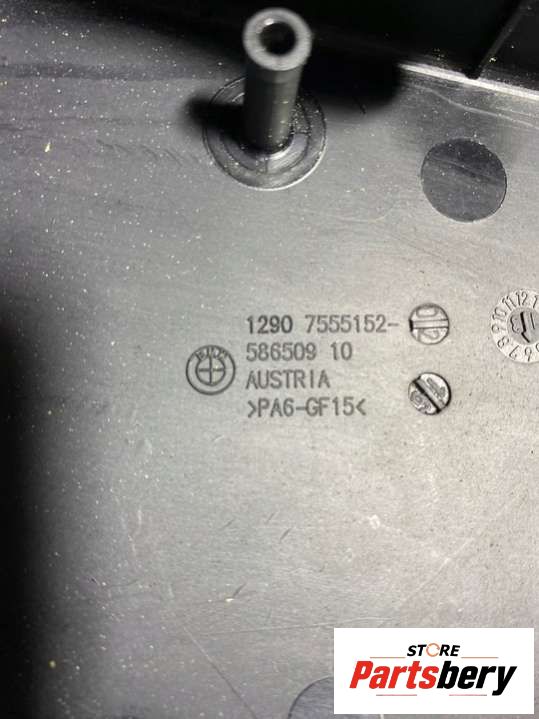 1290 7555152-
586509 10
AUSTRIA
>PA6-GF15<
STORE
Partsbery